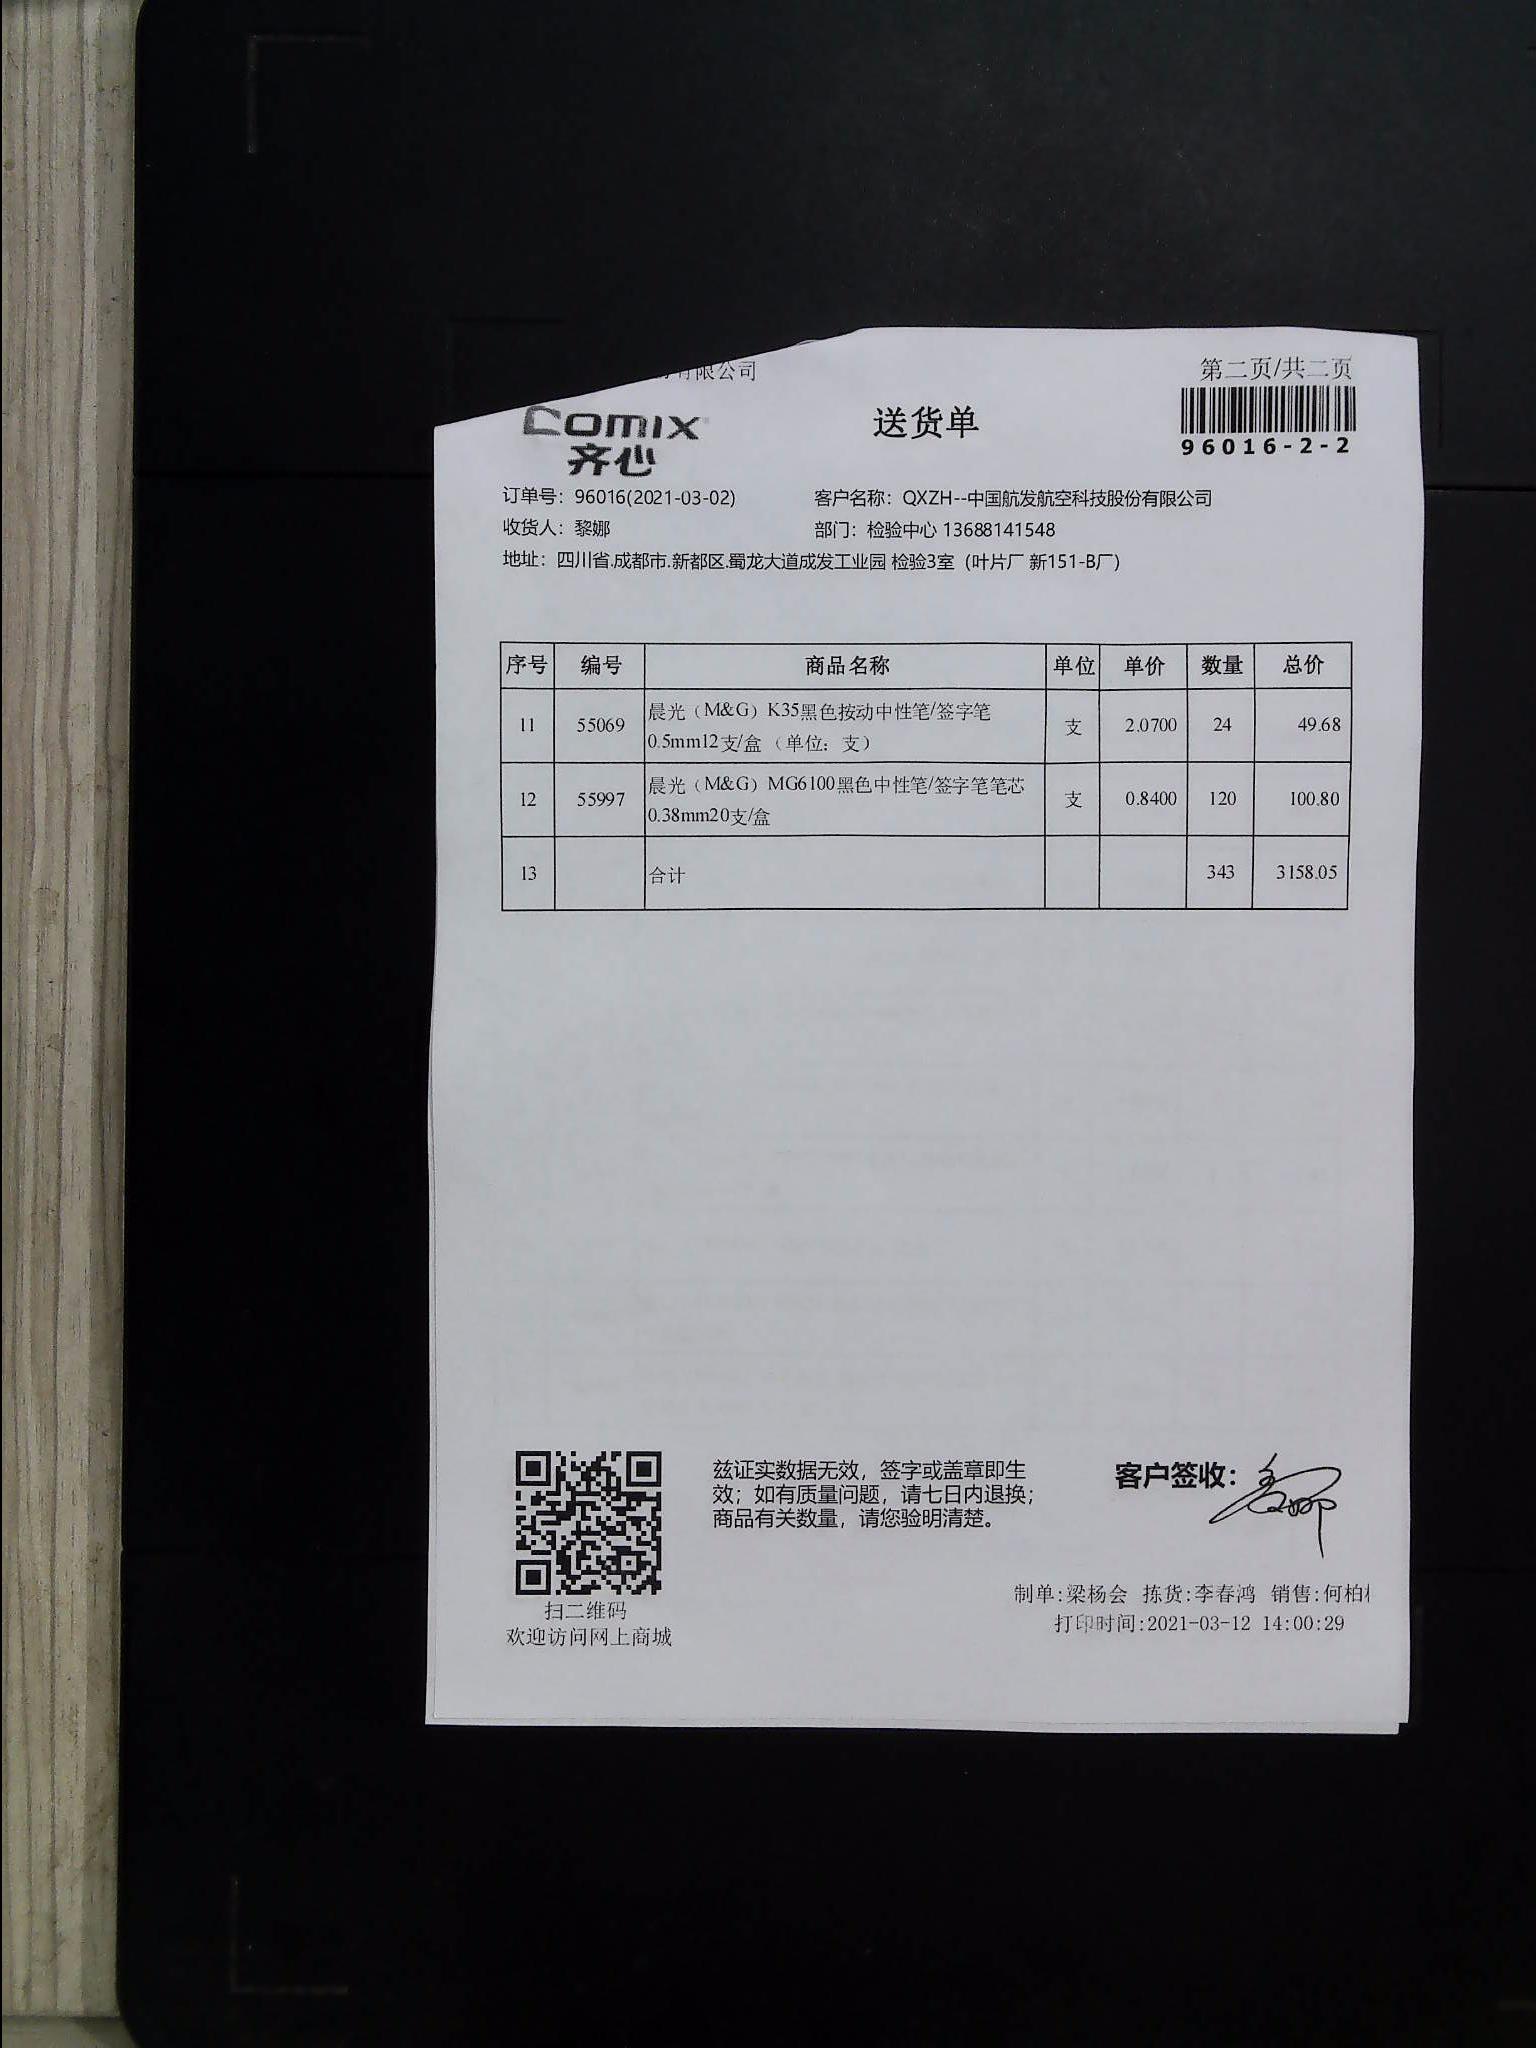 有限公司
第二页/共二页
comix
齐心
送货单
96016-2-2
订单号：96016(2021-03-02)
客户名称：QXZH--中国航发航空科技股份有限公司
收货人：黎娜
部门：检验中心 13688141548
地址：四川省.成都市.新都区.蜀龙大道成发工业园 检验3室（叶片厂 新151-B厂）
序号 编号 商品名称 单位 单价 数量 总价
11 55069 晨光（M&G）K35黑色按动中性笔/签字笔 支 2.0700 24 49.68
0.5mm12支/盒（单位：支）
12 55997 晨光（M&G）MG6100黑色中性笔/签字笔笔芯 支 0.8400 120 100.80
0.38mm20支/盒
13 合计 343 3158.05
兹证实数据无效，签字或盖章即生
效；如有质量问题，请七日内退换；
商品有关数量，请您验明清楚。
客户签收：黎娜
扫二维码
欢迎访问网上商城
制单:梁杨会 拣货:李春鸿 销售:何柏
打印时间:2021-03-12 14:00:29